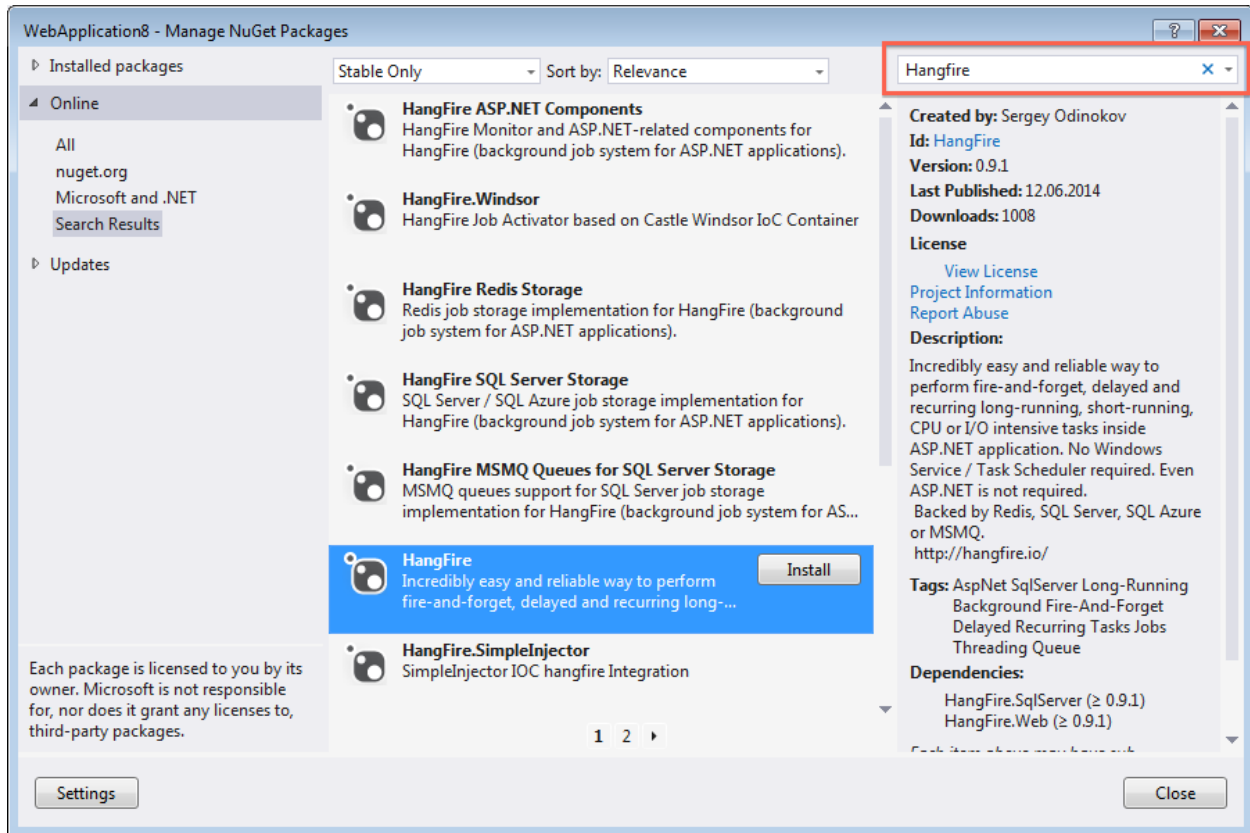 WebApplication8 - Manage NuGet Packages
Installed packages
Online
All
nuget.org
Microsoft and .NET
Search Results
Updates
Each package is licensed to you by its
owner. Microsoft is not responsible
for, nor does it grant any licenses to,
third-party packages.
Settings
Stable Only
Sort by: Relevance
HangFire ASP.NET Components
HangFire Monitor and ASP.NET-related components for
HangFire (background job system for ASP.NET applications).
HangFire.Windsor
HangFire Job Activator based on Castle Windsor IoC Container
HangFire Redis Storage
Redis job storage implementation for HangFire (background
job system for ASP.NET applications).
HangFire SQL Server Storage
SQL Server / SQL Azure job storage implementation for
HangFire (background job system for ASP.NET applications).
HangFire MSMQ Queues for SQL Server Storage
MSMQ queues support for SQL Server job storage
implementation for HangFire (background job system for AS...
HangFire
Incredibly easy and reliable way to perform
fire-and-forget, delayed and recurring long-...
Install
HangFire.SimpleInjector
SimpleInjector IOC hangfire Integration
1 2
Hangfire
Created by: Sergey Odinokov
Id: HangFire
Version: 0.9.1
Last Published: 12.06.2014
Downloads: 1008
License
View License
Project Information
Report Abuse
Description:
Incredibly easy and reliable way to
perform fire-and-forget, delayed and
recurring long-running, short-running,
CPU or I/O intensive tasks inside
ASP.NET application. No Windows
Service / Task Scheduler required. Even
ASP.NET is not required.
Backed by Redis, SQL Server, SQL Azure
or MSMQ.
http://hangfire.io/
Tags: AspNet SqlServer Long-Running
Background Fire-And-Forget
Delayed Recurring Tasks Jobs
Threading Queue
Dependencies:
HangFire.SqlServer (≥ 0.9.1)
HangFire.Web (≥ 0.9.1)
Close